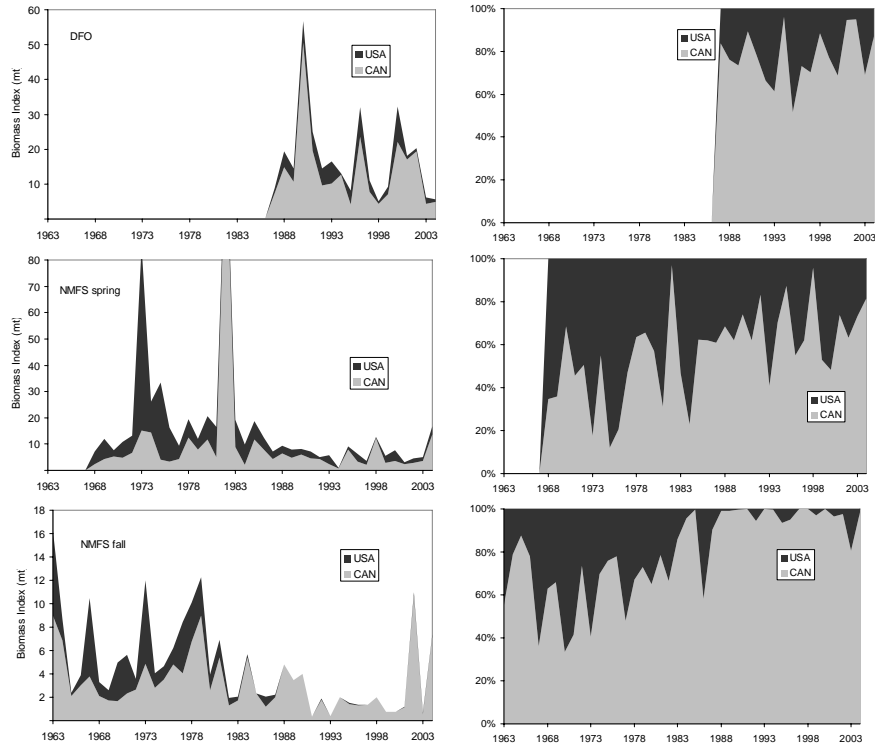 60
50
40
30
20
10
Biomass Index (mt)
DFO
USA
CAN
1963 1968 1973 1978 1983 1988 1993 1998 2003
100%
80%
60%
40%
20%
0%
USA
CAN
1963 1968 1973 1978 1983 1988 1993 1998 2003
80
70
60
50
40
30
20
10
Biomass Index (mt)
NMFS spring
USA
CAN
1963 1968 1973 1978 1983 1988 1993 1998 2003
100%
80%
60%
40%
20%
0%
USA
CAN
1963 1968 1973 1978 1983 1988 1993 1998 2003
18
16
14
12
10
8
6
4
2
Biomass Index (mt
NMFS fall
USA
CAN
1963 1968 1973 1978 1983 1988 1993 1998 2003
100%
80%
60%
40%
20%
0%
USA
CAN
1963 1968 1973 1978 1983 1988 1993 1998 2003